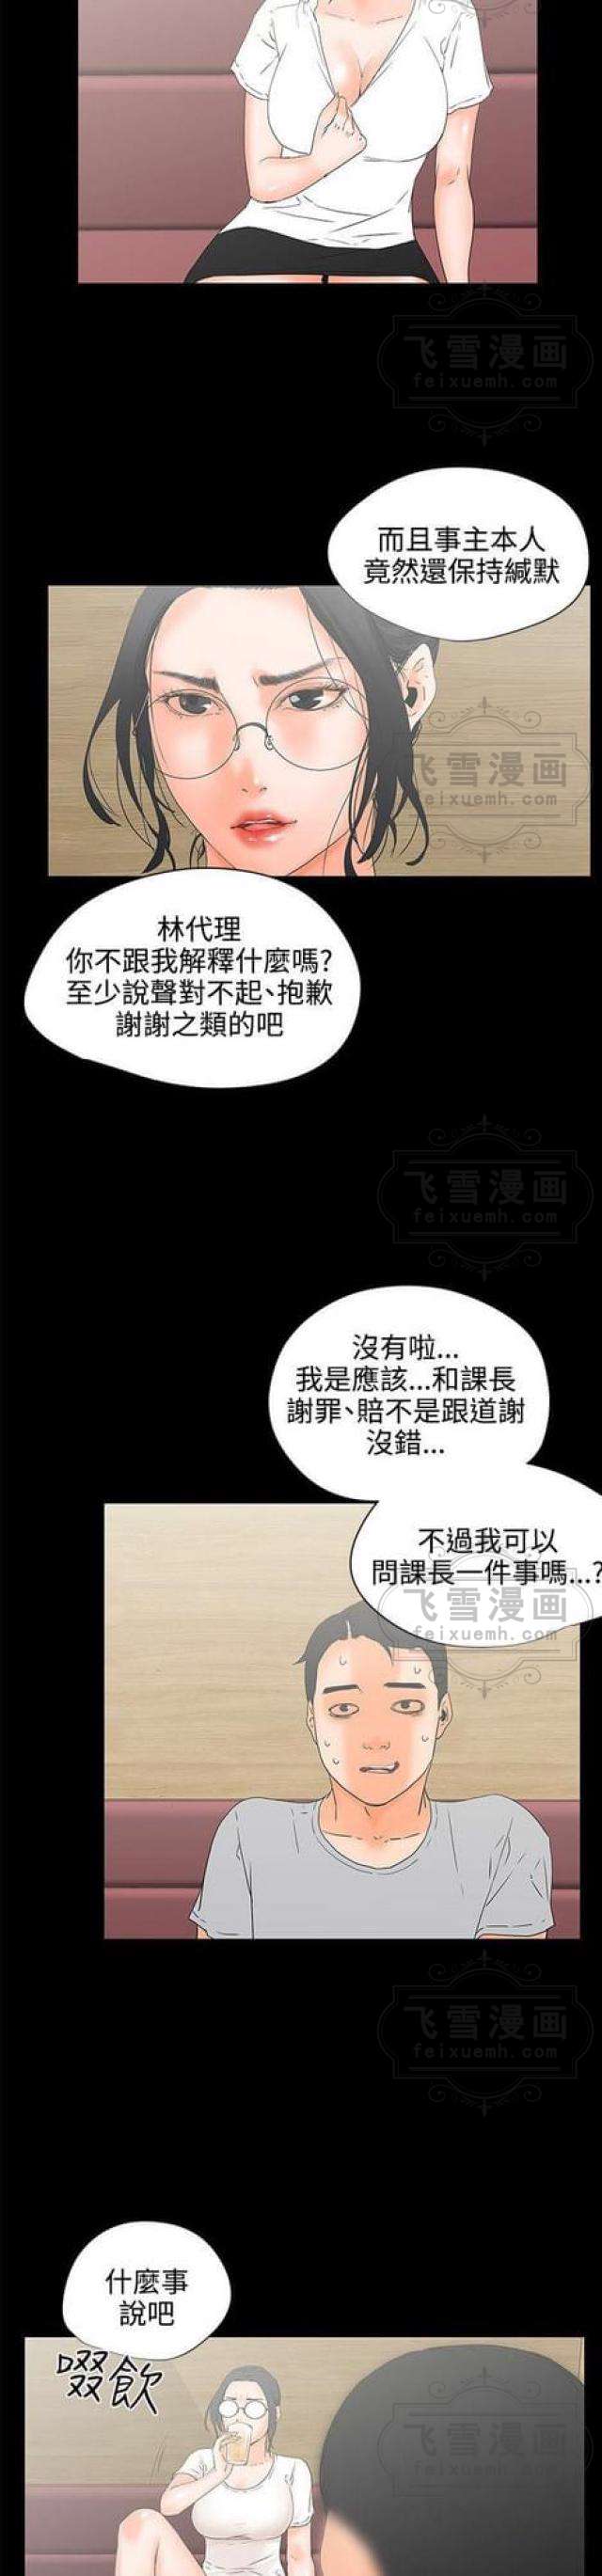 飞雪漫画
feixuemh.com
而且事主本人
竟然還保持緘默
飞雪漫画
feixuemh.com
林代理
你不跟我解釋什麼嗎?
至少說聲對不起、抱歉
謝謝之類的吧
飞雪漫画
feixuemh.com
沒有啦...
我是應該...和課長
謝罪、賠不是跟道謝
沒錯...
不過我可以
問課長一件事嗎...?
飞雪漫画
feixuemh.com
飞雪漫画
feixuemh.com
什麼事
說吧
啜飲
飞雪漫画
feixuemh.com